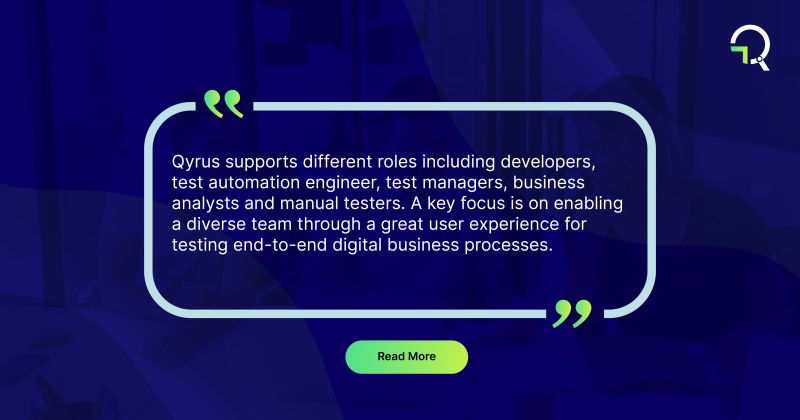 Qyrus supports different roles including developers,
test automation engineer, test managers, business
analysts and manual testers. A key focus is on enabling
a diverse team through a great user experience for
testing end-to-end digital business processes.
Read More